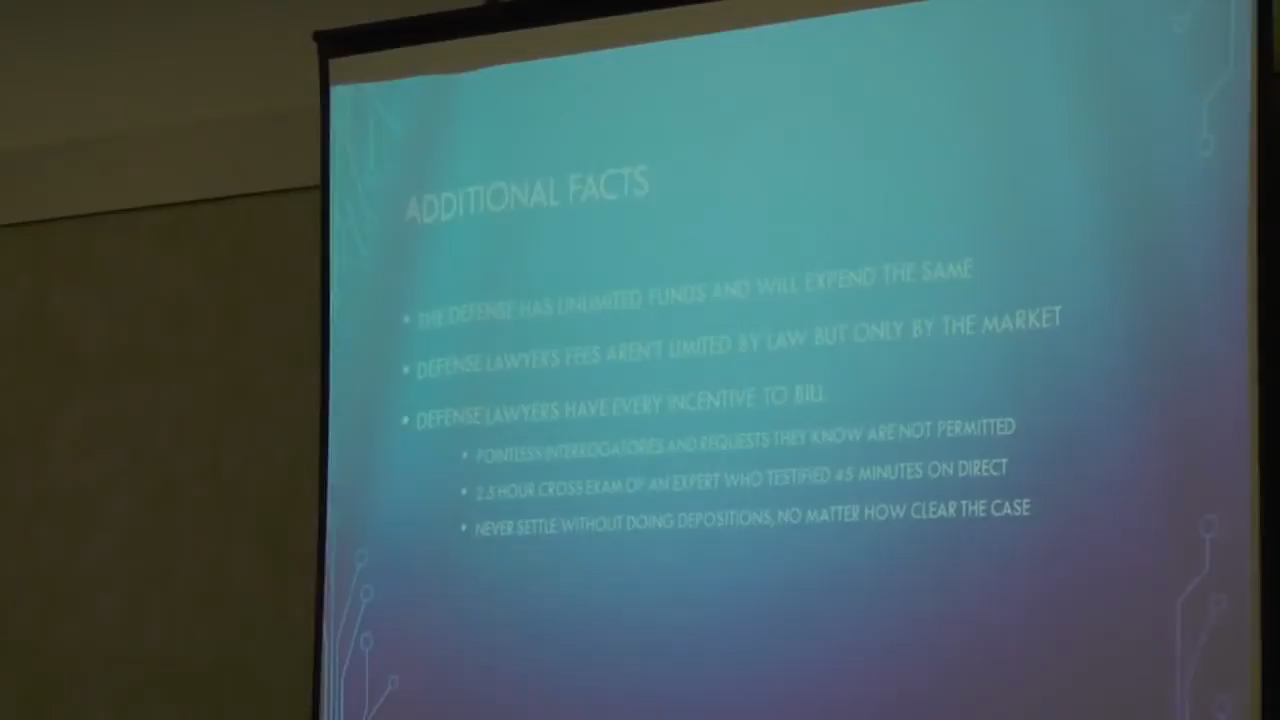 ADDITIONAL FACTS
• THE DEFENSE HAS UNLIMITED FUNDS AND WILL EXPEND THE SAME
• DEFENSE LAWYERS FEES AREN'T LIMITED BY LAW BUT ONLY BY THE MARKET
• DEFENSE LAWYERS HAVE EVERY INCENTIVE TO BILL
• POINTLESS INTERROGATORIES AND REQUESTS THEY KNOW ARE NOT PERMITTED
• 2.5 HOUR CROSS EXAM OF AN EXPERT WHO TESTIFIED 45 MINUTES ON DIRECT
• NEVER SETTLE WITHOUT DOING DEPOSITIONS, NO MATTER HOW CLEAR THE CASE